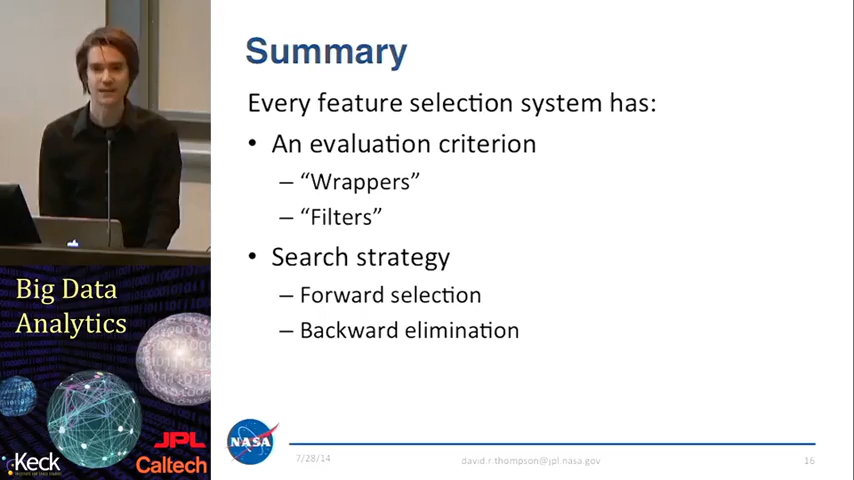 Summary
Every feature selection system has:
• An evaluation criterion
– “Wrappers”
– “Filters”
• Search strategy
– Forward selection
– Backward elimination
Big Data
Analytics
JPL
Keck
Caltech
NASA
7/28/14
david.r.thompson@jpl.nasa.gov
16